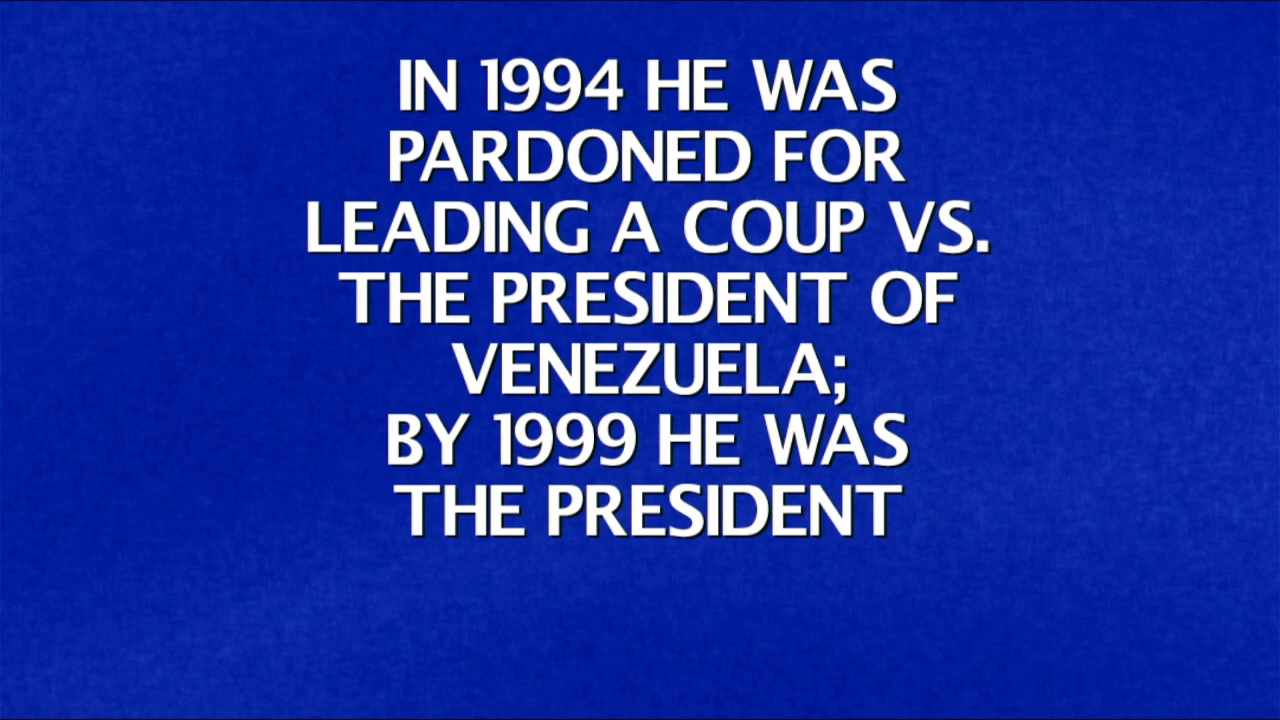 IN 1994 HE WAS
PARDONED FOR
LEADING A COUP VS.
THE PRESIDENT OF
VENEZUELA;
BY 1999 HE WAS
THE PRESIDENT